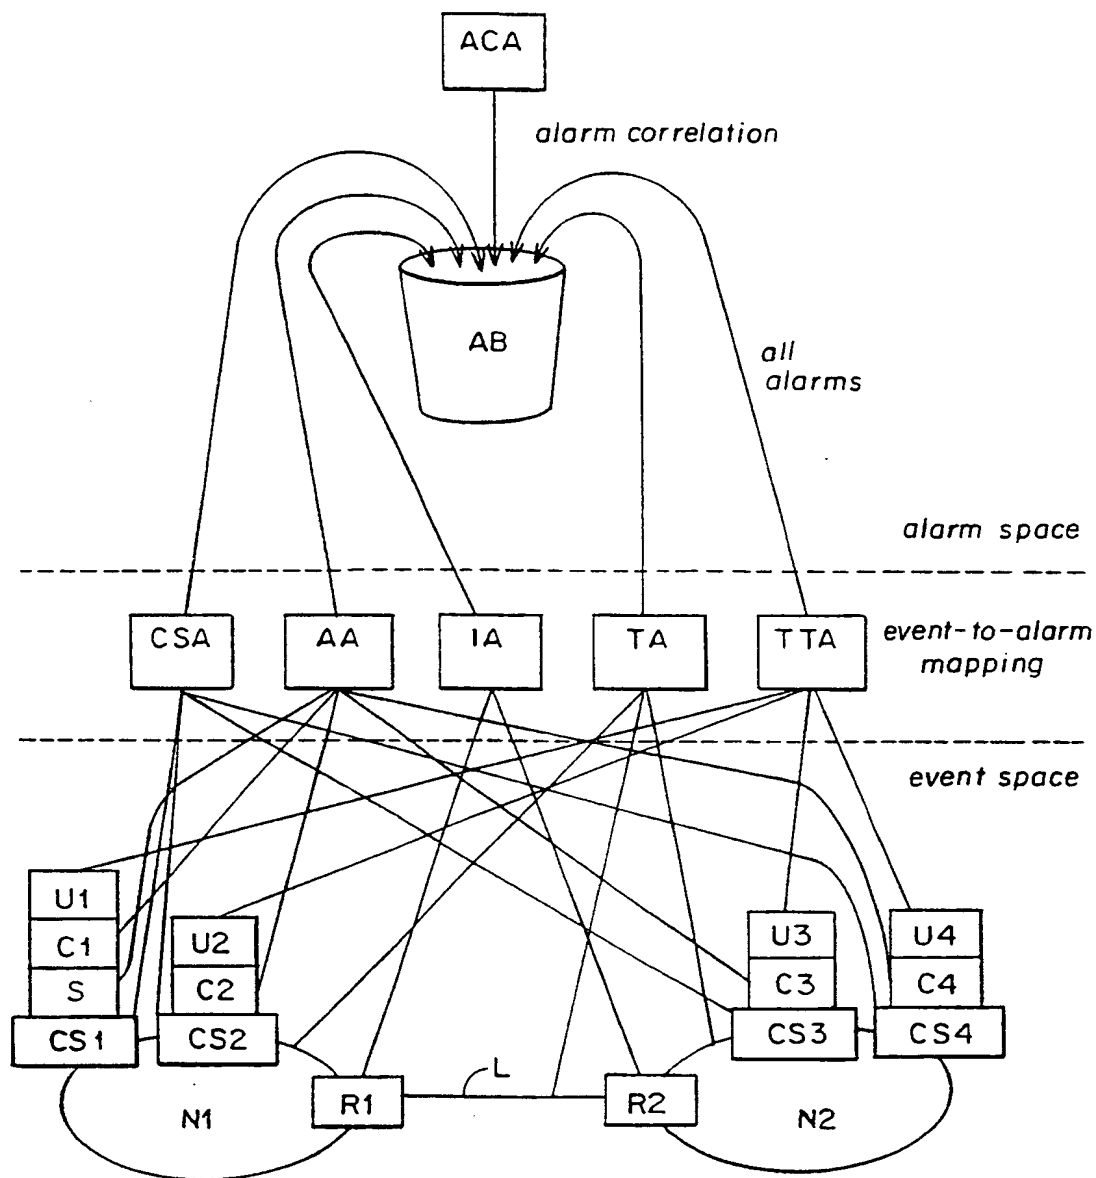 ACA
alarm correlation
AB
all
alarms
alarm space
CSA
AA
IA
TA
TTA
event-to-alarm
mapping
event space
U1
C1
S
CS1
U2
C2
CS2
U3
C3
CS3
U4
C4
CS4
L
R1
R2
N1
N2